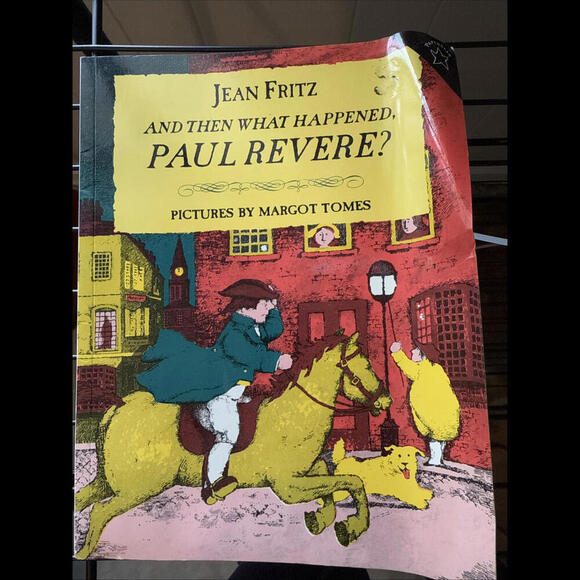 JEAN FRITZ
AND THEN WHAT HAPPENED,
PAUL REVERE?
PICTURES BY MARGOT TOMES